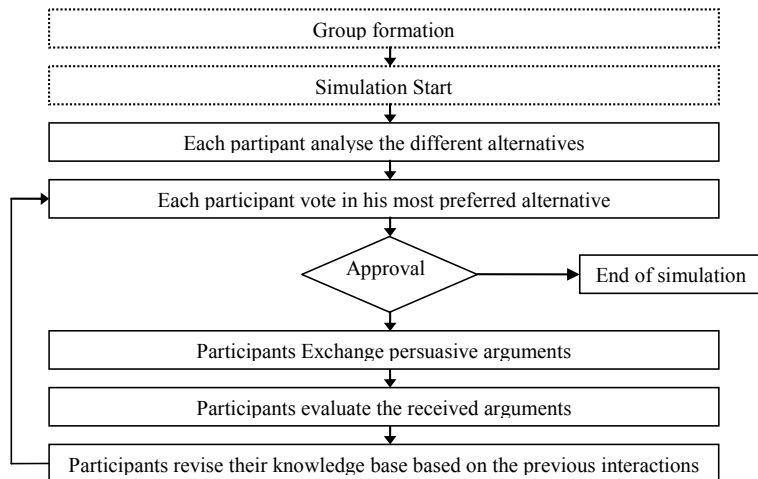 Group formation
Simulation Start
Each partipant analyse the different alternatives
Each participant vote in his most preferred alternative
Approval
End of simulation
Participants Exchange persuasive arguments
Participants evaluate the received arguments
Participants revise their knowledge base based on the previous interactions